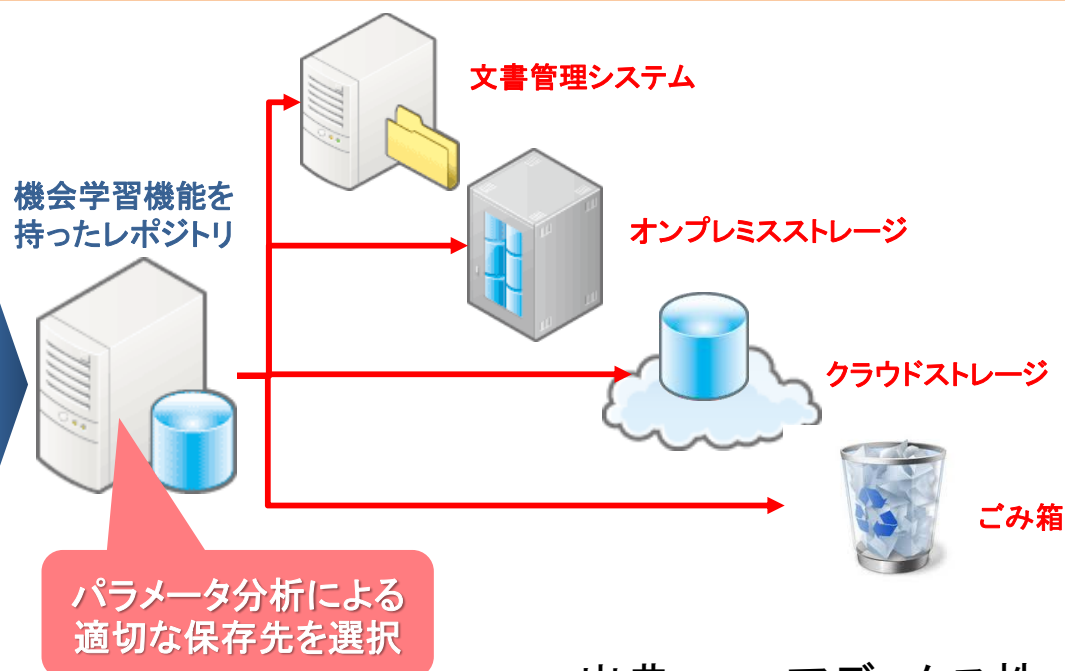 文書管理システム
機会学習機能を
持ったレポジトリ
オンプレミスストレージ
クラウドストレージ
ごみ箱
パラメータ分析による
適切な保存先を選択